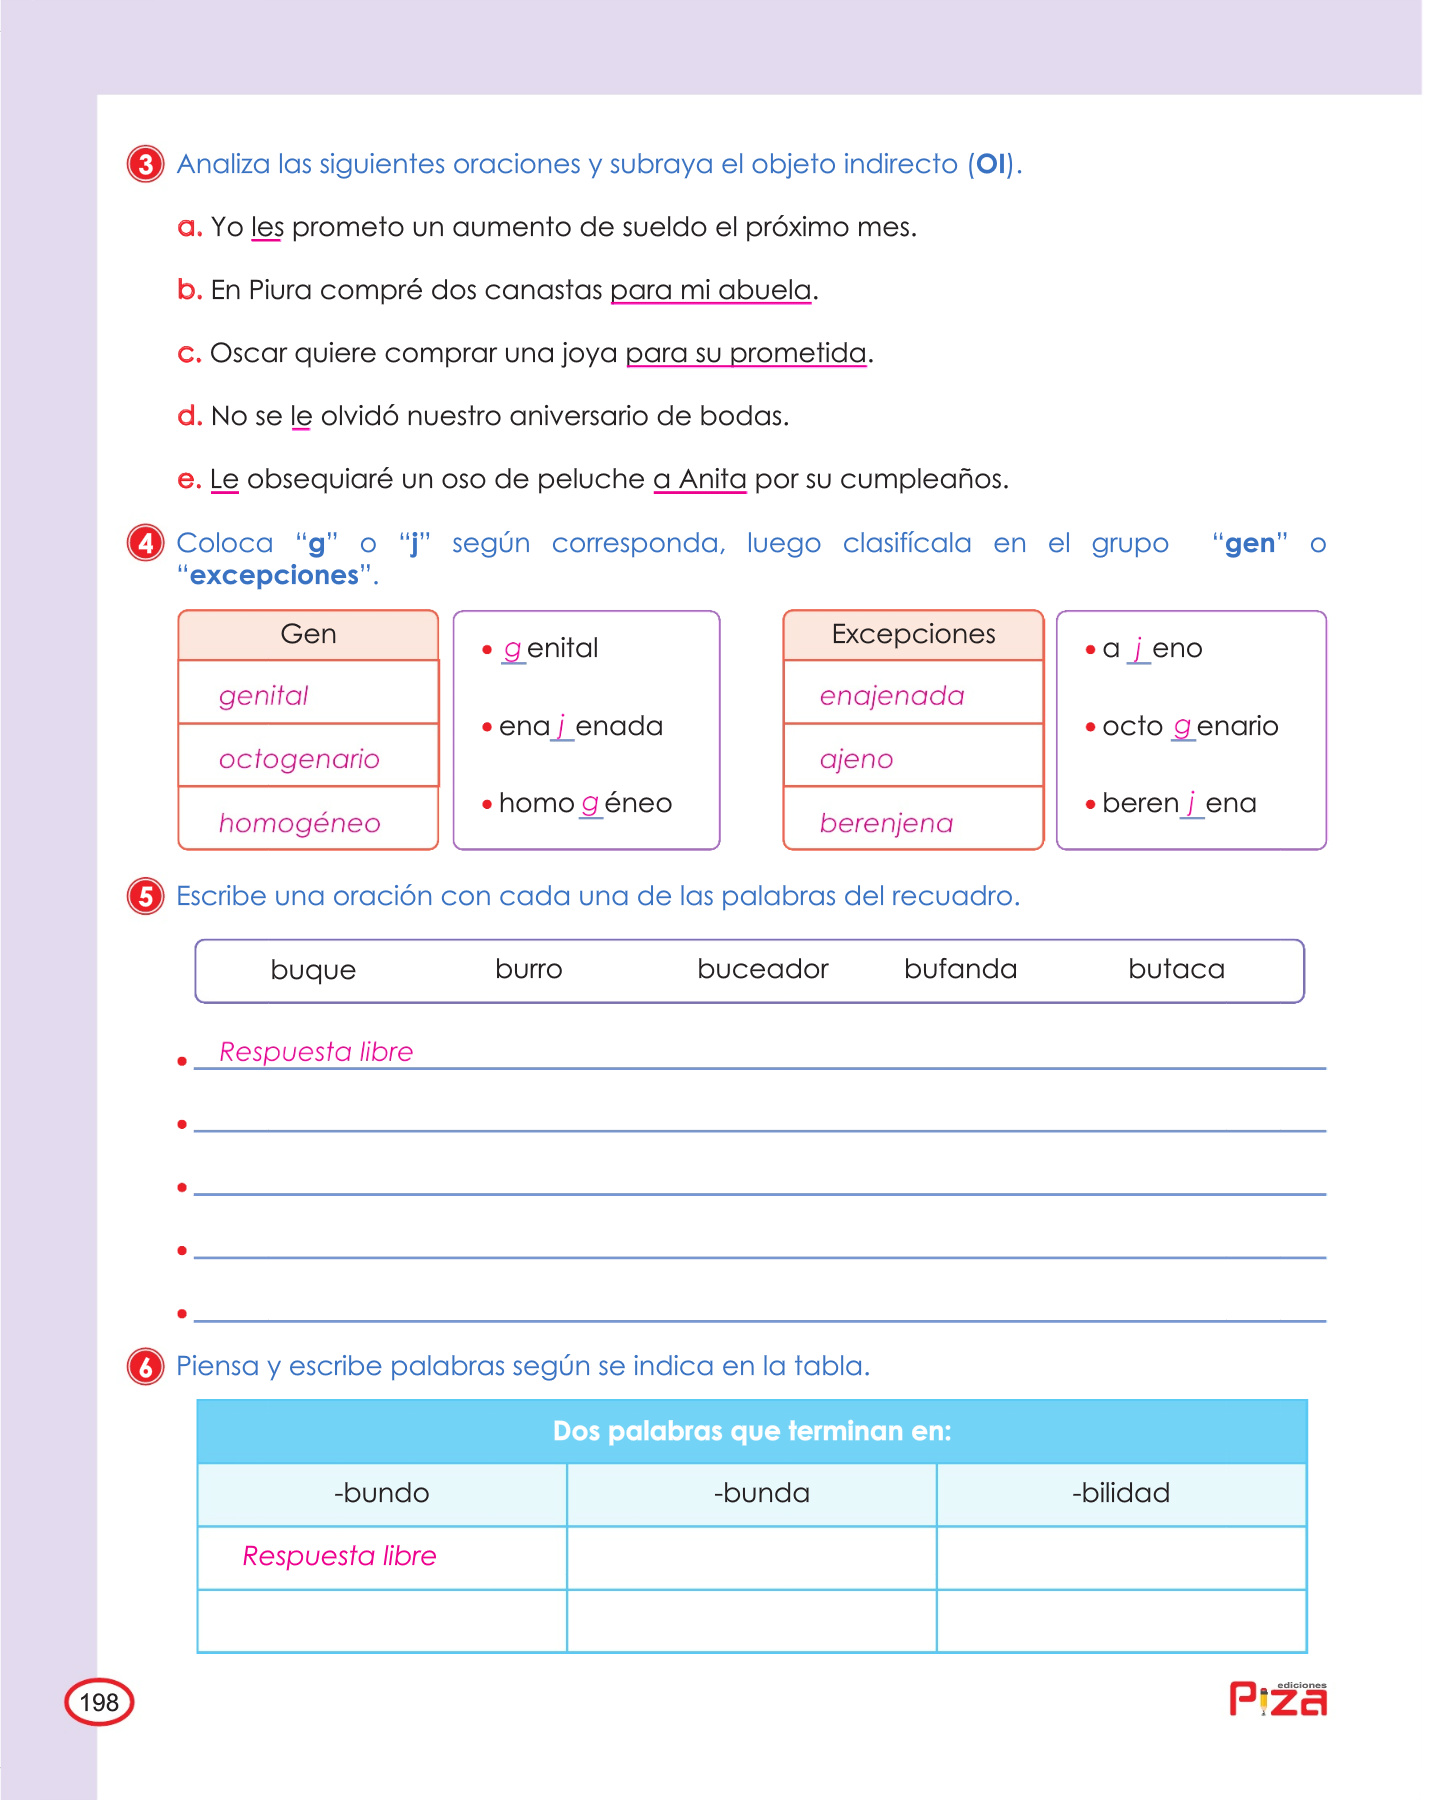 3 Analiza las siguientes oraciones y subraya el objeto indirecto (OI).
a. Yo les prometo un aumento de sueldo el próximo mes.
b. En Piura compré dos canastas para mi abuela.
c. Oscar quiere comprar una joya para su prometida.
d. No se le olvidó nuestro aniversario de bodas.
e. Le obsequiaré un oso de peluche a Anita por su cumpleaños.
4 Coloca “g” o “j” según corresponda, luego clasifícala en el grupo “gen” o
“excepciones”.
Gen
genital
octogenario
homogéneo
• g enital
• ena j enada
• homo g éneo
Excepciones
enajenada
ajeno
berenjena
• a j eno
• octo g enario
• beren j ena
5 Escribe una oración con cada una de las palabras del recuadro.
buque burro buceador bufanda butaca
• Respuesta libre
•
•
•
•
6 Piensa y escribe palabras según se indica en la tabla.
Dos palabras que terminan en:
-bundo -bunda -bilidad
Respuesta libre
198
ediciones
PIZA